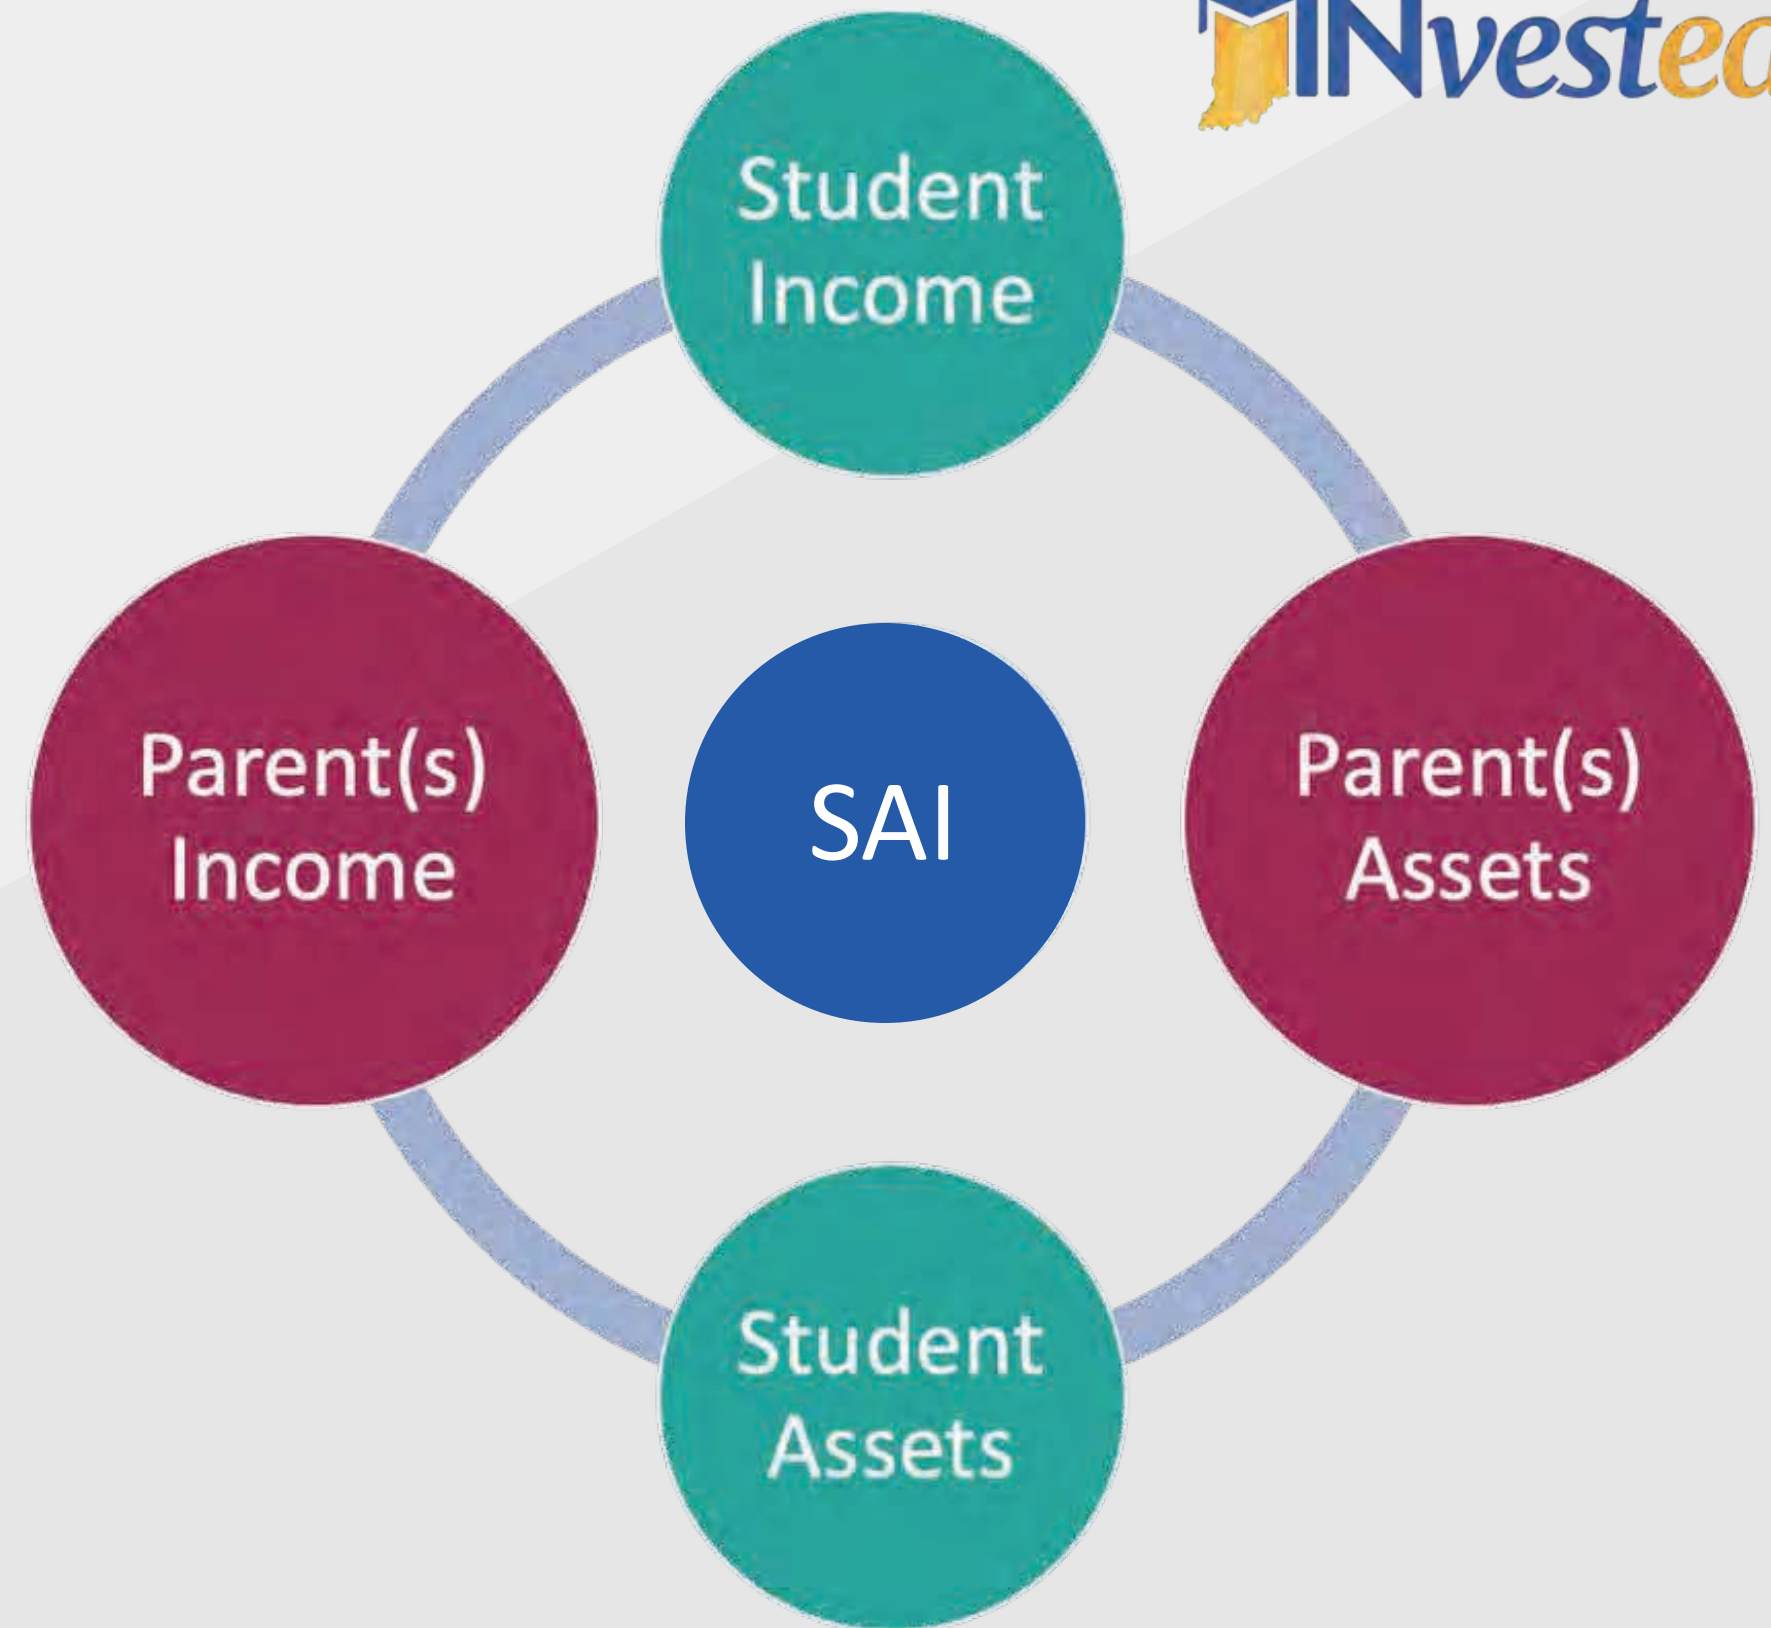 INvested
Student
Income
Parent(s)
Income
SAI
Parent(s)
Assets
Student
Assets